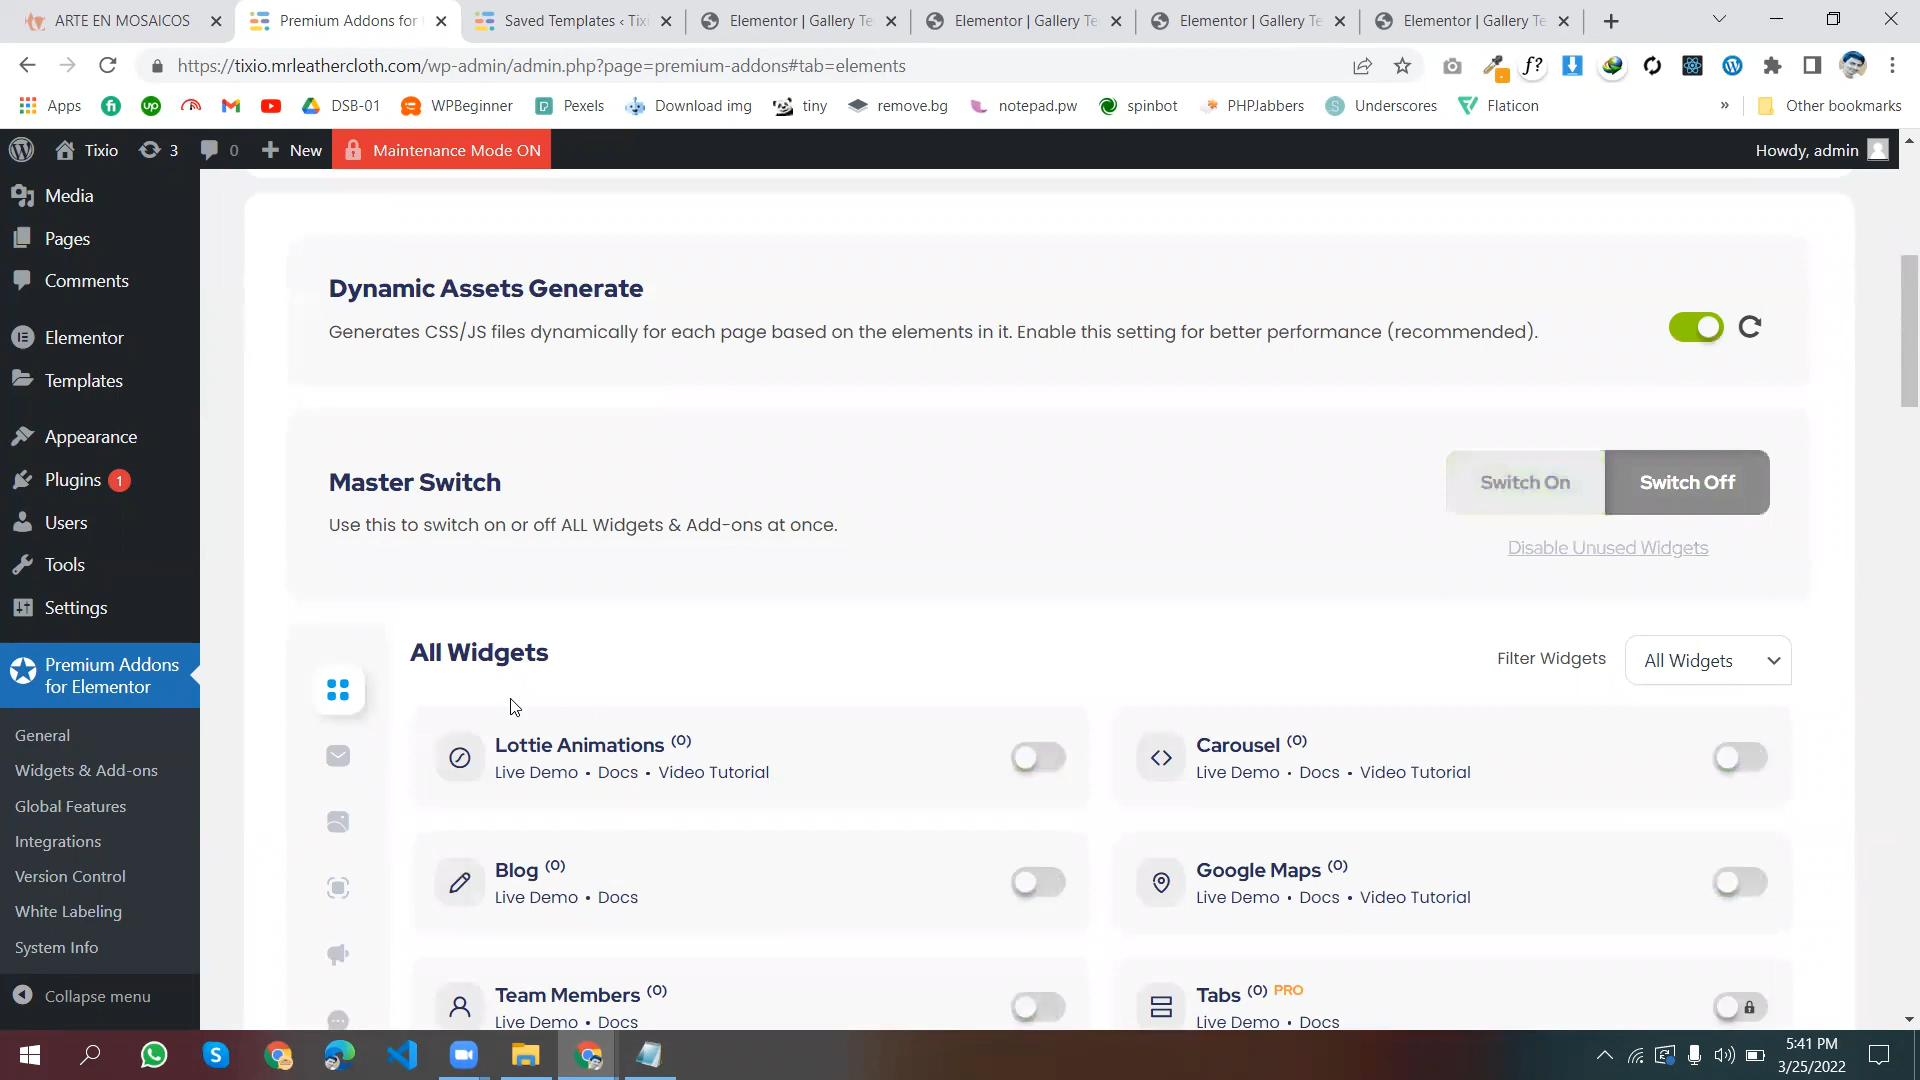 ARTE EN MOSAICOS
Premium Addons for
Saved Templates ‹ Tixi
Elementor | Gallery Te
Elementor | Gallery Te
Elementor | Gallery Te
Elementor | Gallery Te
https://tixio.mrleathercloth.com/wp-admin/admin.php?page=premium-addons#tab=elements
f?
Apps
fi
up
DSB-01
WPBeginner
Pexels
Download img
tiny
remove.bg
notepad.pw
spinbot
PHPJabbers
Underscores
Flaticon
»
Other bookmarks
Tixio
3
0
New
Maintenance Mode ON
Howdy, admin
Media
Pages
Comments
Elementor
Templates
Appearance
Plugins 1
Users
Tools
Settings
Premium Addons
for Elementor
General
Widgets & Add-ons
Global Features
Integrations
Version Control
White Labeling
System Info
Collapse menu
Dynamic Assets Generate
Generates CSS/JS files dynamically for each page based on the elements in it. Enable this setting for better performance (recommended).
Master Switch
Use this to switch on or off ALL Widgets & Add-ons at once.
Switch On
Switch Off
Disable Unused Widgets
All Widgets
Filter Widgets
All Widgets
Lottie Animations (0)
Live Demo • Docs • Video Tutorial
Carousel (0)
Live Demo • Docs • Video Tutorial
Blog (0)
Live Demo • Docs
Google Maps (0)
Live Demo • Docs • Video Tutorial
Team Members (0)
Live Demo • Docs
Tabs (0) PRO
Live Demo • Docs
5:41 PM
3/25/2022